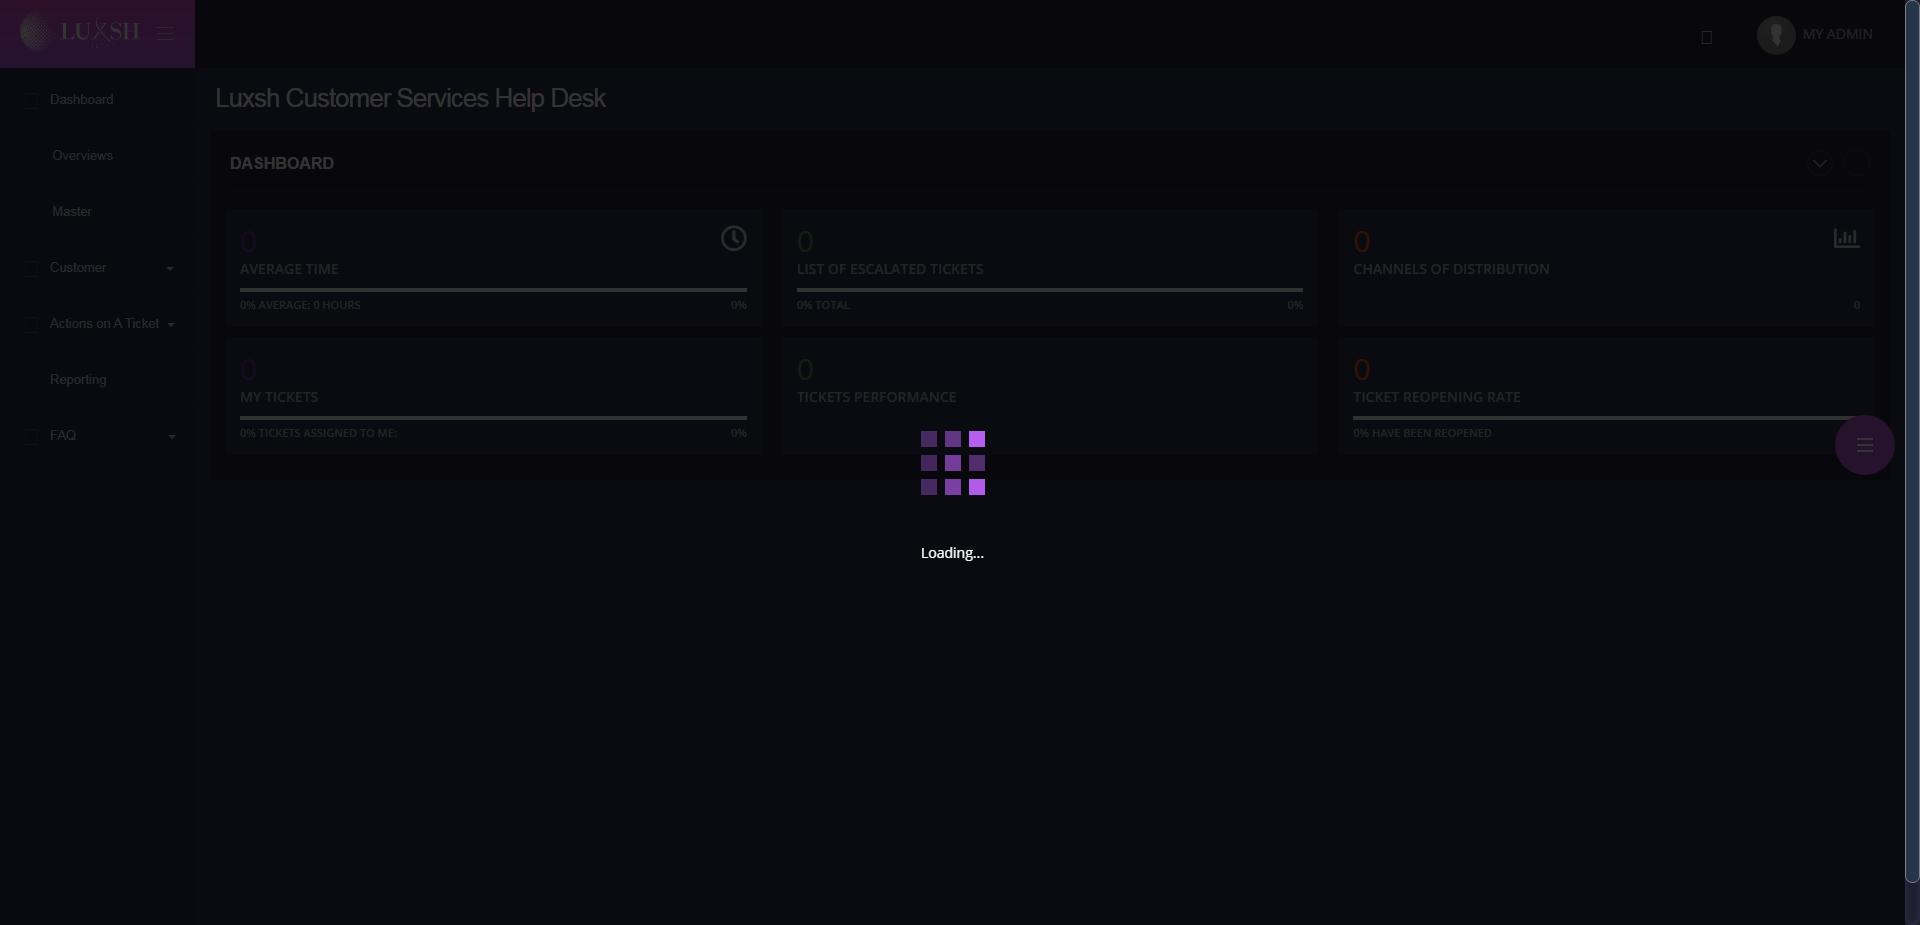 LUXSH
MY ADMIN
Dashboard
Overviews
Master
Customer
Actions on A Ticket
Reporting
FAQ
Luxsh Customer Services Help Desk
DASHBOARD
0
AVERAGE TIME
0% AVERAGE: 0 HOURS 0%
0
LIST OF ESCALATED TICKETS
0% TOTAL 0%
0
CHANNELS OF DISTRIBUTION
0
0
MY TICKETS
0% TICKETS ASSIGNED TO ME: 0%
0
TICKETS PERFORMANCE
0
TICKET REOPENING RATE
0% HAVE BEEN REOPENED
Loading...